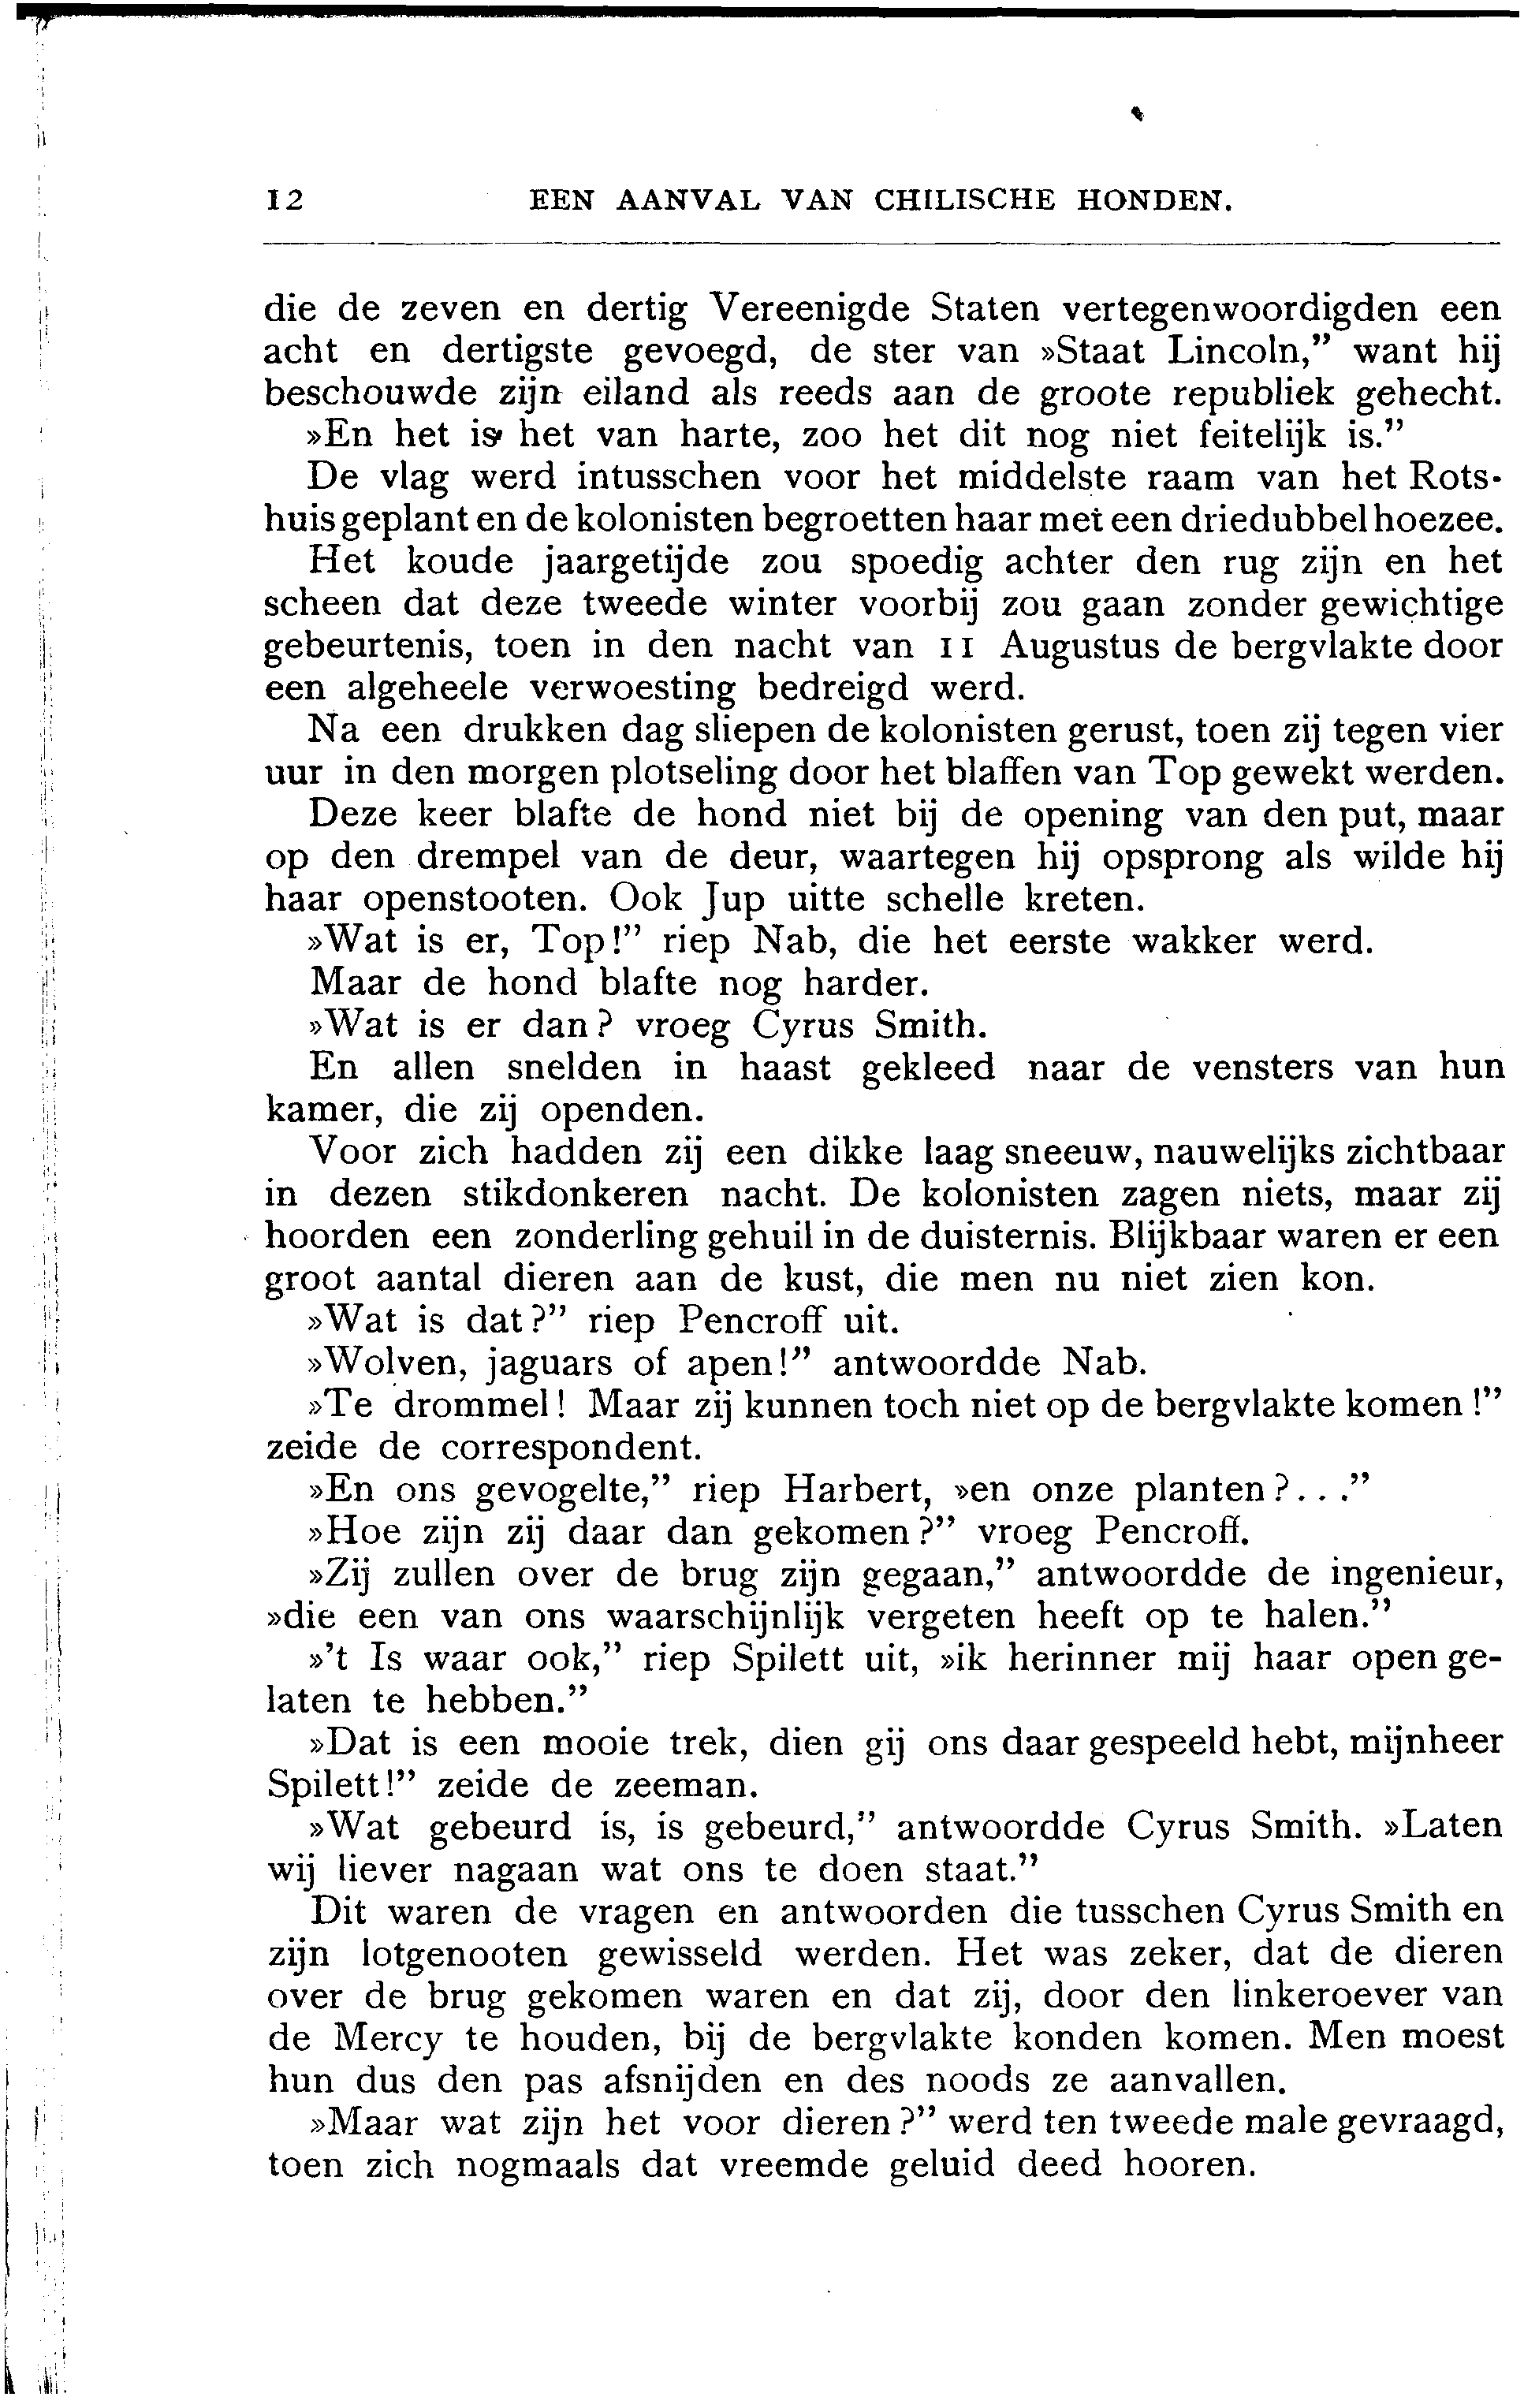 12 EEN AANVAL VAN CHILISCHE HONDEN.
die de zeven en dertig Vereenigde Staten vertegenwoordigden een
acht en dertigste gevoegd, de ster van »Staat Lincoln,” want hij
beschouwde zijn eiland als reeds aan de groote republiek gehecht.
»En het is het van harte, zoo het dit nog niet feitelijk is.”
De vlag werd intusschen voor het middelste raam van het Rots-
huis geplant en de kolonisten begroetten haar met een driedubbel hoezee.
Het koude jaargetijde zou spoedig achter den rug zijn en het
scheen dat deze tweede winter voorbij zou gaan zonder gewichtige
gebeurtenis, toen in den nacht van 11 Augustus de bergvlakte door
een algeheele verwoesting bedreigd werd.
Na een drukken dag sliepen de kolonisten gerust, toen zij tegen vier
uur in den morgen plotseling door het blaffen van Top gewekt werden.
Deze keer blafte de hond niet bij de opening van den put, maar
op den drempel van de deur, waartegen hij opsprong als wilde hij
haar openstooten. Ook Jup uitte schelle kreten.
»Wat is er, Top!” riep Nab, die het eerste wakker werd.
Maar de hond blafte nog harder.
»Wat is er dan? vroeg Cyrus Smith.
En allen snelden in haast gekleed naar de vensters van hun
kamer, die zij openden.
Voor zich hadden zij een dikke laag sneeuw, nauwelijks zichtbaar
in dezen stikdonkeren nacht. De kolonisten zagen niets, maar zij
hoorden een zonderling gehuil in de duisternis. Blijkbaar waren er een
groot aantal dieren aan de kust, die men nu niet zien kon.
»Wat is dat?” riep Pencroff uit.
»Wolven, jaguars of apen!” antwoordde Nab.
»Te drommel! Maar zij kunnen toch niet op de bergvlakte komen!”
zeide de correspondent.
»En ons gevogelte,” riep Harbert, »en onze planten?...”
»Hoe zijn zij daar dan gekomen?” vroeg Pencroff.
»Zij zullen over de brug zijn gegaan,” antwoordde de ingenieur,
»die een van ons waarschijnlijk vergeten heeft op te halen.”
»'t Is waar ook,” riep Spilett uit, »ik herinner mij haar open ge-
laten te hebben.”
»Dat is een mooie trek, dien gij ons daar gespeeld hebt, mijnheer
Spilett!” zeide de zeeman.
»Wat gebeurd is, is gebeurd,” antwoordde Cyrus Smith. »Laten
wij liever nagaan wat ons te doen staat.”
Dit waren de vragen en antwoorden die tusschen Cyrus Smith en
zijn lotgenooten gewisseld werden. Het was zeker, dat de dieren
over de brug gekomen waren en dat zij, door den linkeroever van
de Mercy te houden, bij de bergvlakte konden komen. Men moest
hun dus den pas afsnijden en des noods ze aanvallen.
»Maar wat zijn het voor dieren?” werd ten tweede male gevraagd,
toen zich nogmaals dat vreemde geluid deed hooren.